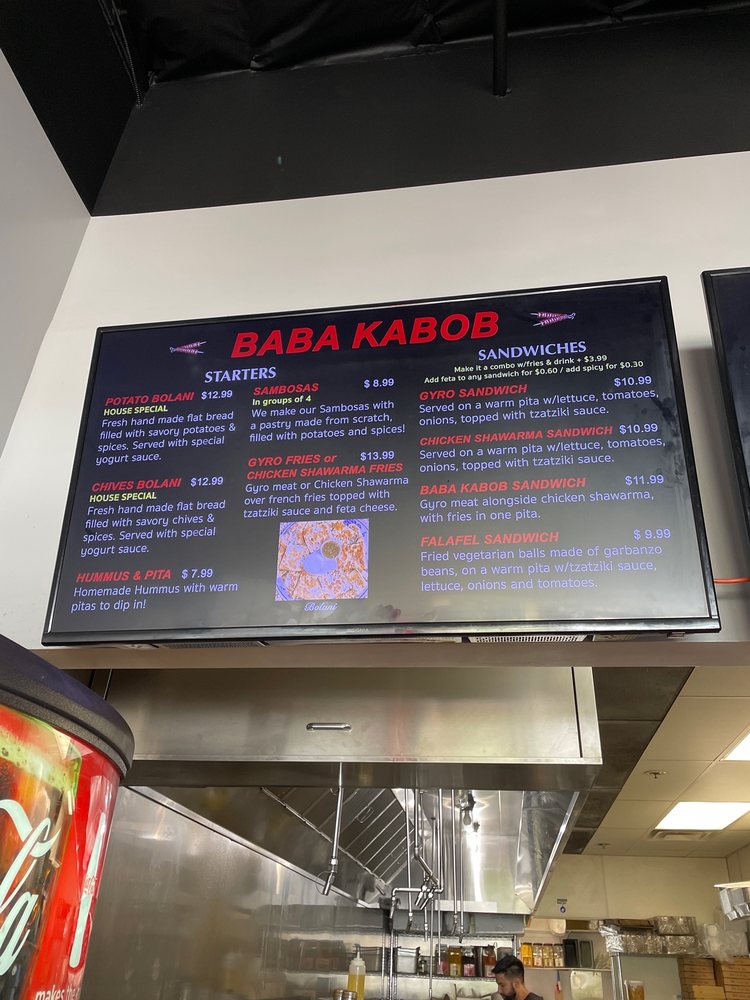 BABA KABOB
STARTERS
POTATO BOLANI $12.99
HOUSE SPECIAL
Fresh hand made flat bread
filled with savory potatoes &
spices. Served with special
yogurt sauce.
CHIVES BOLANI $12.99
HOUSE SPECIAL
Fresh hand made flat bread
filled with savory chives &
spices. Served with special
yogurt sauce.
HUMMUS & PITA $ 7.99
Homemade Hummus with warm
pitas to dip in!
SAMBOSAS $ 8.99
In groups of 4
We make our Sambosas with
a pastry made from scratch,
filled with potatoes and spices!
GYRO FRIES or $13.99
CHICKEN SHAWARMA FRIES
Gyro meat or Chicken Shawarma
over french fries topped with
tzatziki sauce and feta cheese.
Bolani
SANDWICHES
Make it a combo w/fries & drink + $3.99
Add feta to any sandwich for $0.60 / add spicy for $0.30
GYRO SANDWICH $10.99
Served on a warm pita w/lettuce, tomatoes,
onions, topped with tzatziki sauce.
CHICKEN SHAWARMA SANDWICH $10.99
Served on a warm pita w/lettuce, tomatoes,
onions, topped with tzatziki sauce.
BABA KABOB SANDWICH $11.99
Gyro meat alongside chicken shawarma,
with fries in one pita.
FALAFEL SANDWICH $ 9.99
Fried vegetarian balls made of garbanzo
beans, on a warm pita w/tzatziki sauce,
lettuce, onions and tomatoes.
makes